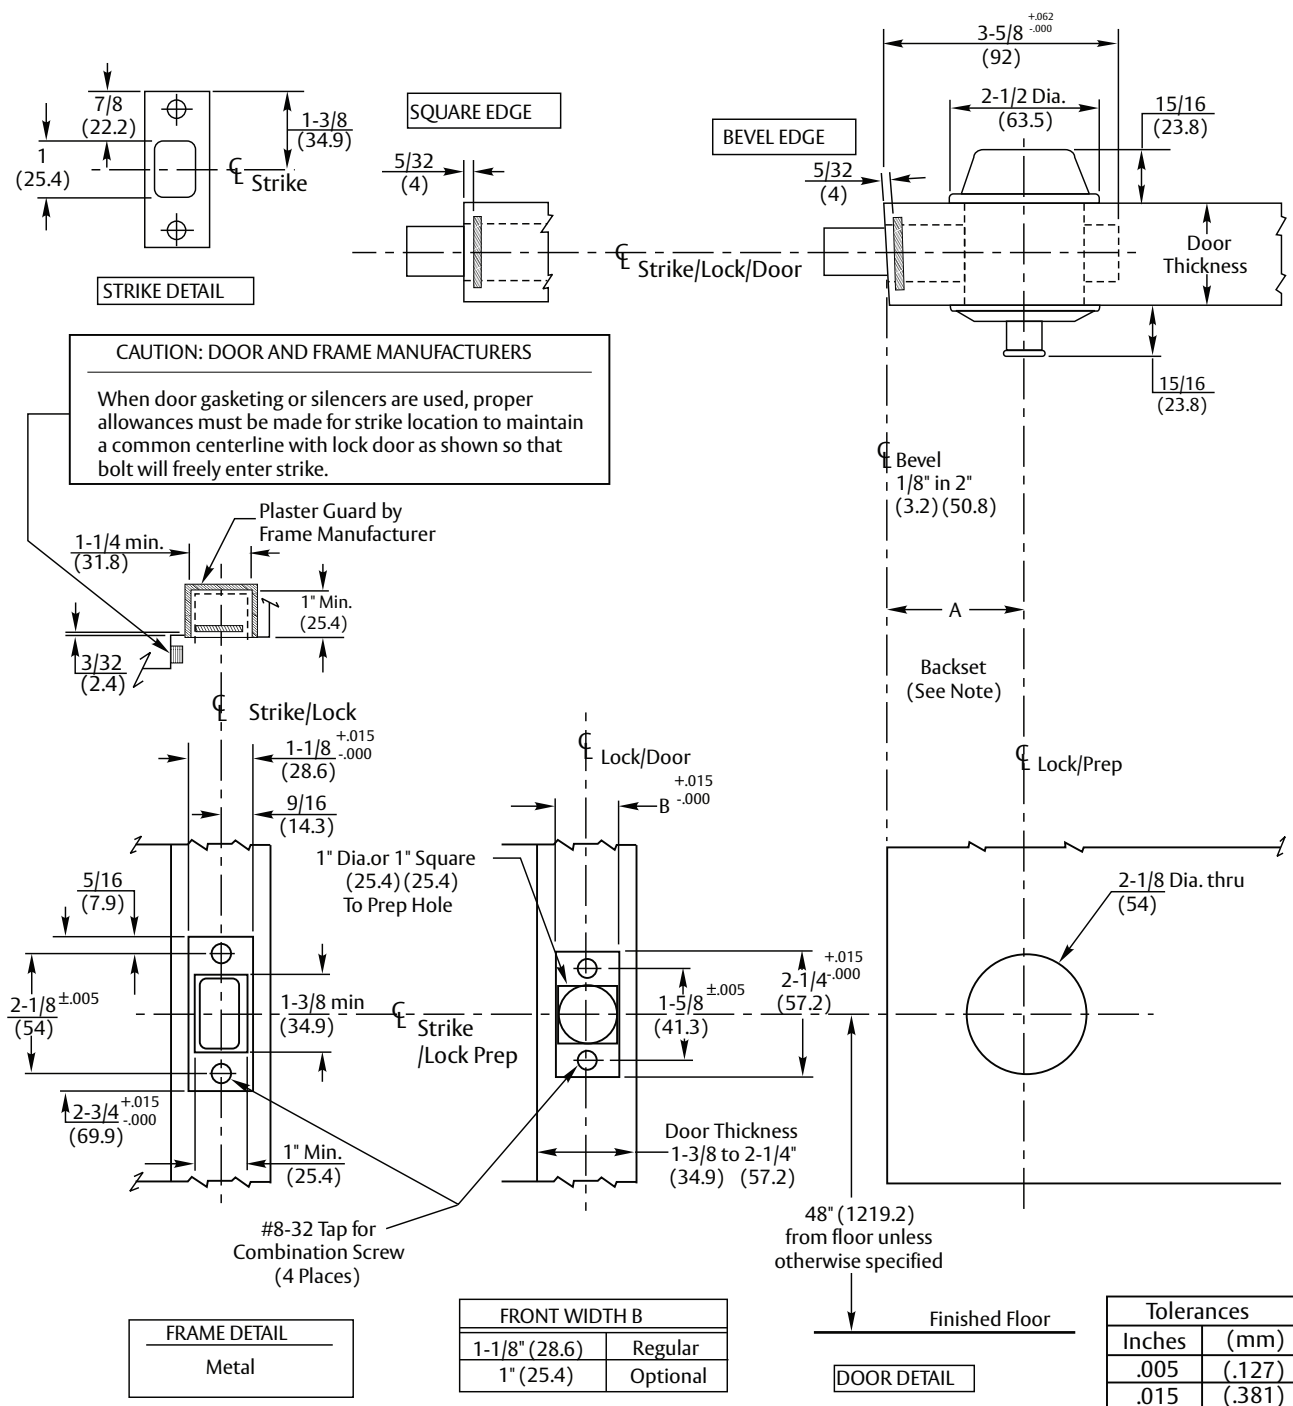 7/8
(22.2)
1
(25.4)
1-3/8
(34.9)
CL Strike
STRIKE DETAIL
SQUARE EDGE
5/32
(4)
CL Strike/Lock/Door
BEVEL EDGE
5/32
(4)
3-5/8 +.062 -.000
(92)
2-1/2 Dia.
(63.5)
15/16
(23.8)
Door
Thickness
15/16
(23.8)
CAUTION: DOOR AND FRAME MANUFACTURERS
When door gasketing or silencers are used, proper
allowances must be made for strike location to maintain
a common centerline with lock door as shown so that
bolt will freely enter strike.
CL Bevel
1/8" in 2"
(3.2) (50.8)
Plaster Guard by
Frame Manufacturer
1-1/4 min.
(31.8)
1" Min.
(25.4)
3/32
(2.4)
A
Backset
(See Note)
CL Strike/Lock
1-1/8 +.015 -.000
(28.6)
9/16
(14.3)
CL Lock/Door
B +.015 -.000
CL Lock/Prep
5/16
(7.9)
1" Dia.or 1" Square
(25.4) (25.4)
To Prep Hole
2-1/8 Dia. thru
(54)
2-1/8 ±.005
(54)
1-3/8 min
(34.9)
CL Strike
/Lock Prep
1-5/8 ±.005
(41.3)
2-1/4 +.015 -.000
(57.2)
2-3/4 +.015 -.000
(69.9)
1" Min.
(25.4)
Door Thickness
1-3/8 to 2-1/4"
(34.9) (57.2)
#8-32 Tap for
Combination Screw
(4 Places)
48" (1219.2)
from floor unless
otherwise specified
Finished Floor
FRAME DETAIL
Metal
FRONT WIDTH B
1-1/8" (28.6) Regular
1" (25.4) Optional
DOOR DETAIL
Tolerances
Inches (mm)
.005 (.127)
.015 (.381)